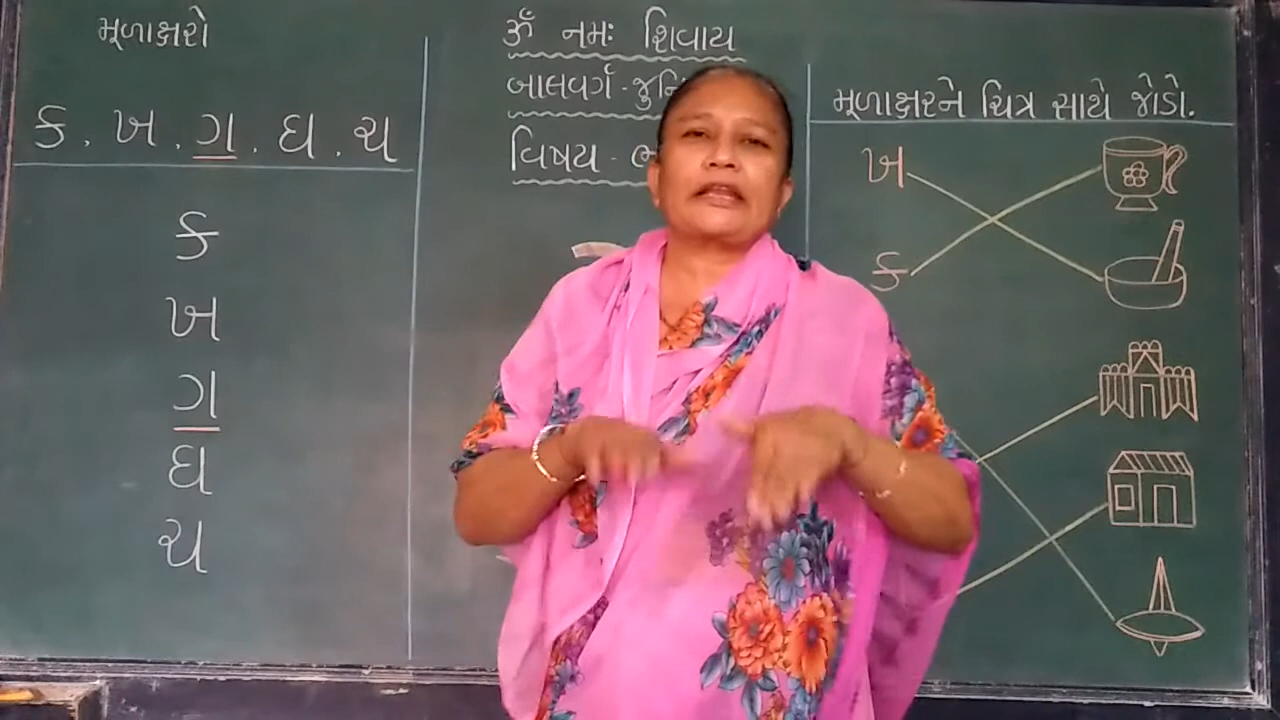 મૂળાક્ષરો
ક . ખ . ગ . ઘ . ચ
ક
ખ
ગ
ઘ
ચ
ૐ નમઃ શિવાય
બાલવર્ગ -
વિષય -
મૂળાક્ષરને ચિત્ર સાથે જોડો.
ખ
ક